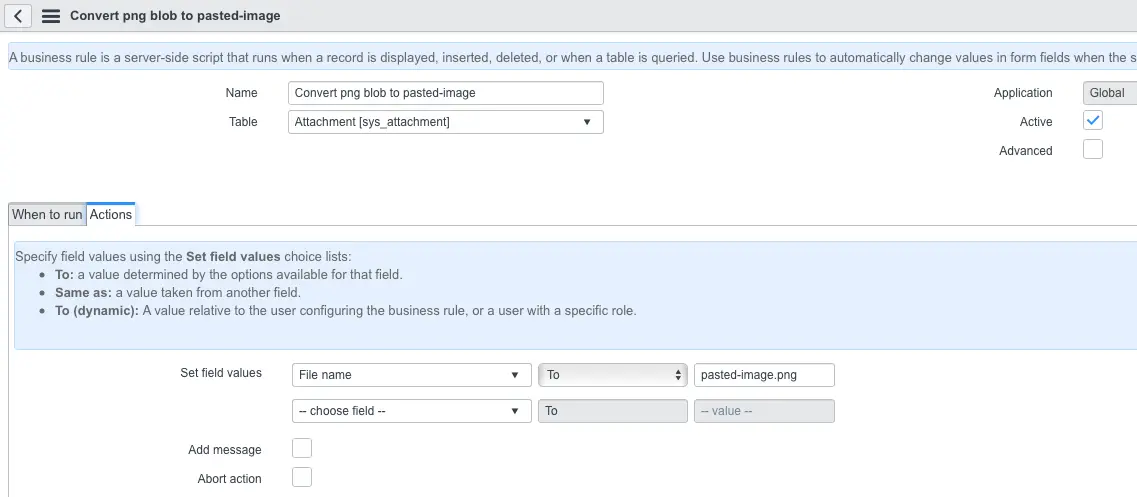 Convert png blob to pasted-image
A business rule is a server-side script that runs when a record is displayed, inserted, deleted, or when a table is queried. Use business rules to automatically change values in form fields when the s
Name Convert png blob to pasted-image Application Global
Table Attachment [sys_attachment] Active
Advanced
When to run Actions
Specify field values using the Set field values choice lists:
• To: a value determined by the options available for that field.
• Same as: a value taken from another field.
• To (dynamic): A value relative to the user configuring the business rule, or a user with a specific role.
Set field values File name To pasted-image.png
-- choose field -- To -- value --
Add message
Abort action